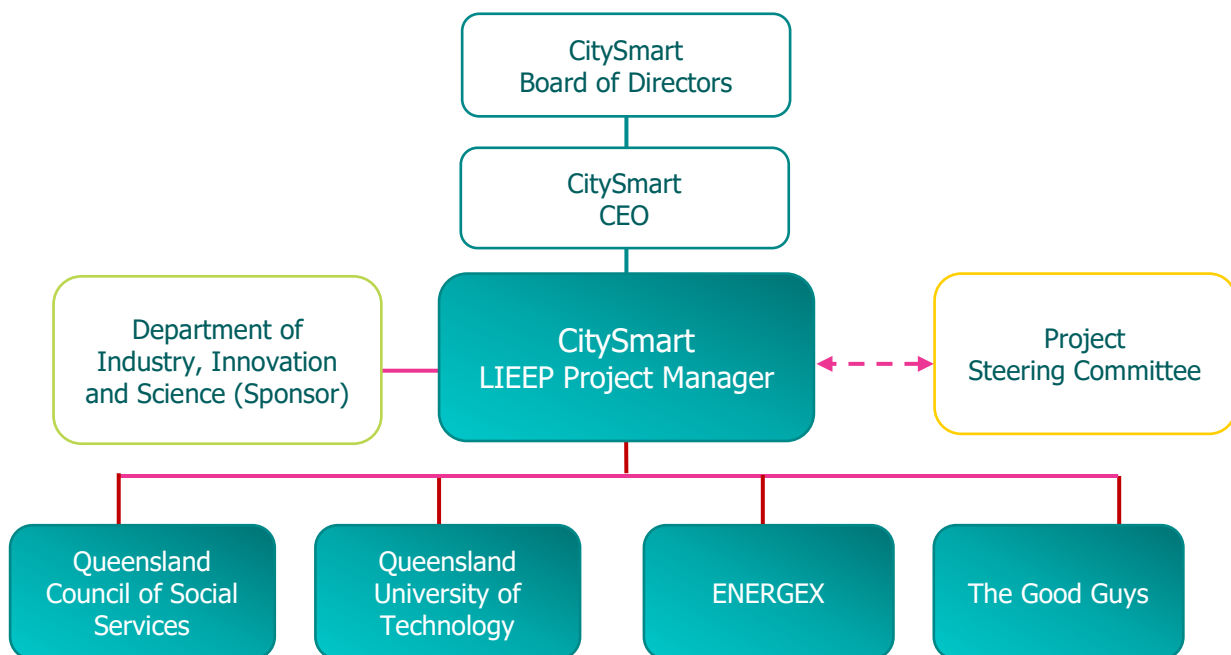 CitySmart
Board of Directors
CitySmart
CEO
Department of
Industry, Innovation
and Science (Sponsor)
CitySmart
LIEEP Project Manager
Project
Steering Committee
Queensland
Council of Social
Services
Queensland
University of
Technology
ENERGEX
The Good Guys